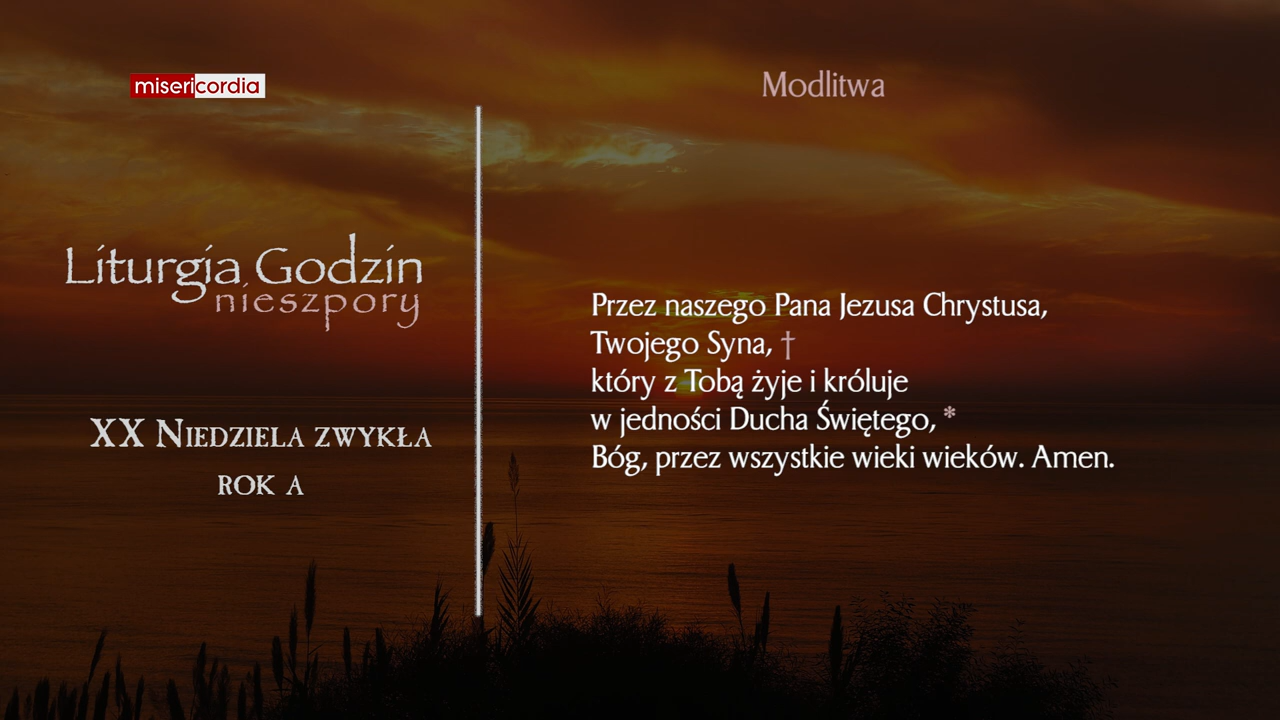 misericordia
Liturgia Godzin
nieszpory
XX Niedziela zwykła
rok A
Modlitwa
Przez naszego Pana Jezusa Chrystusa,
Twojego Syna, †
który z Tobą żyje i króluje
w jedności Ducha Świętego, *
Bóg, przez wszystkie wieki wieków. Amen.